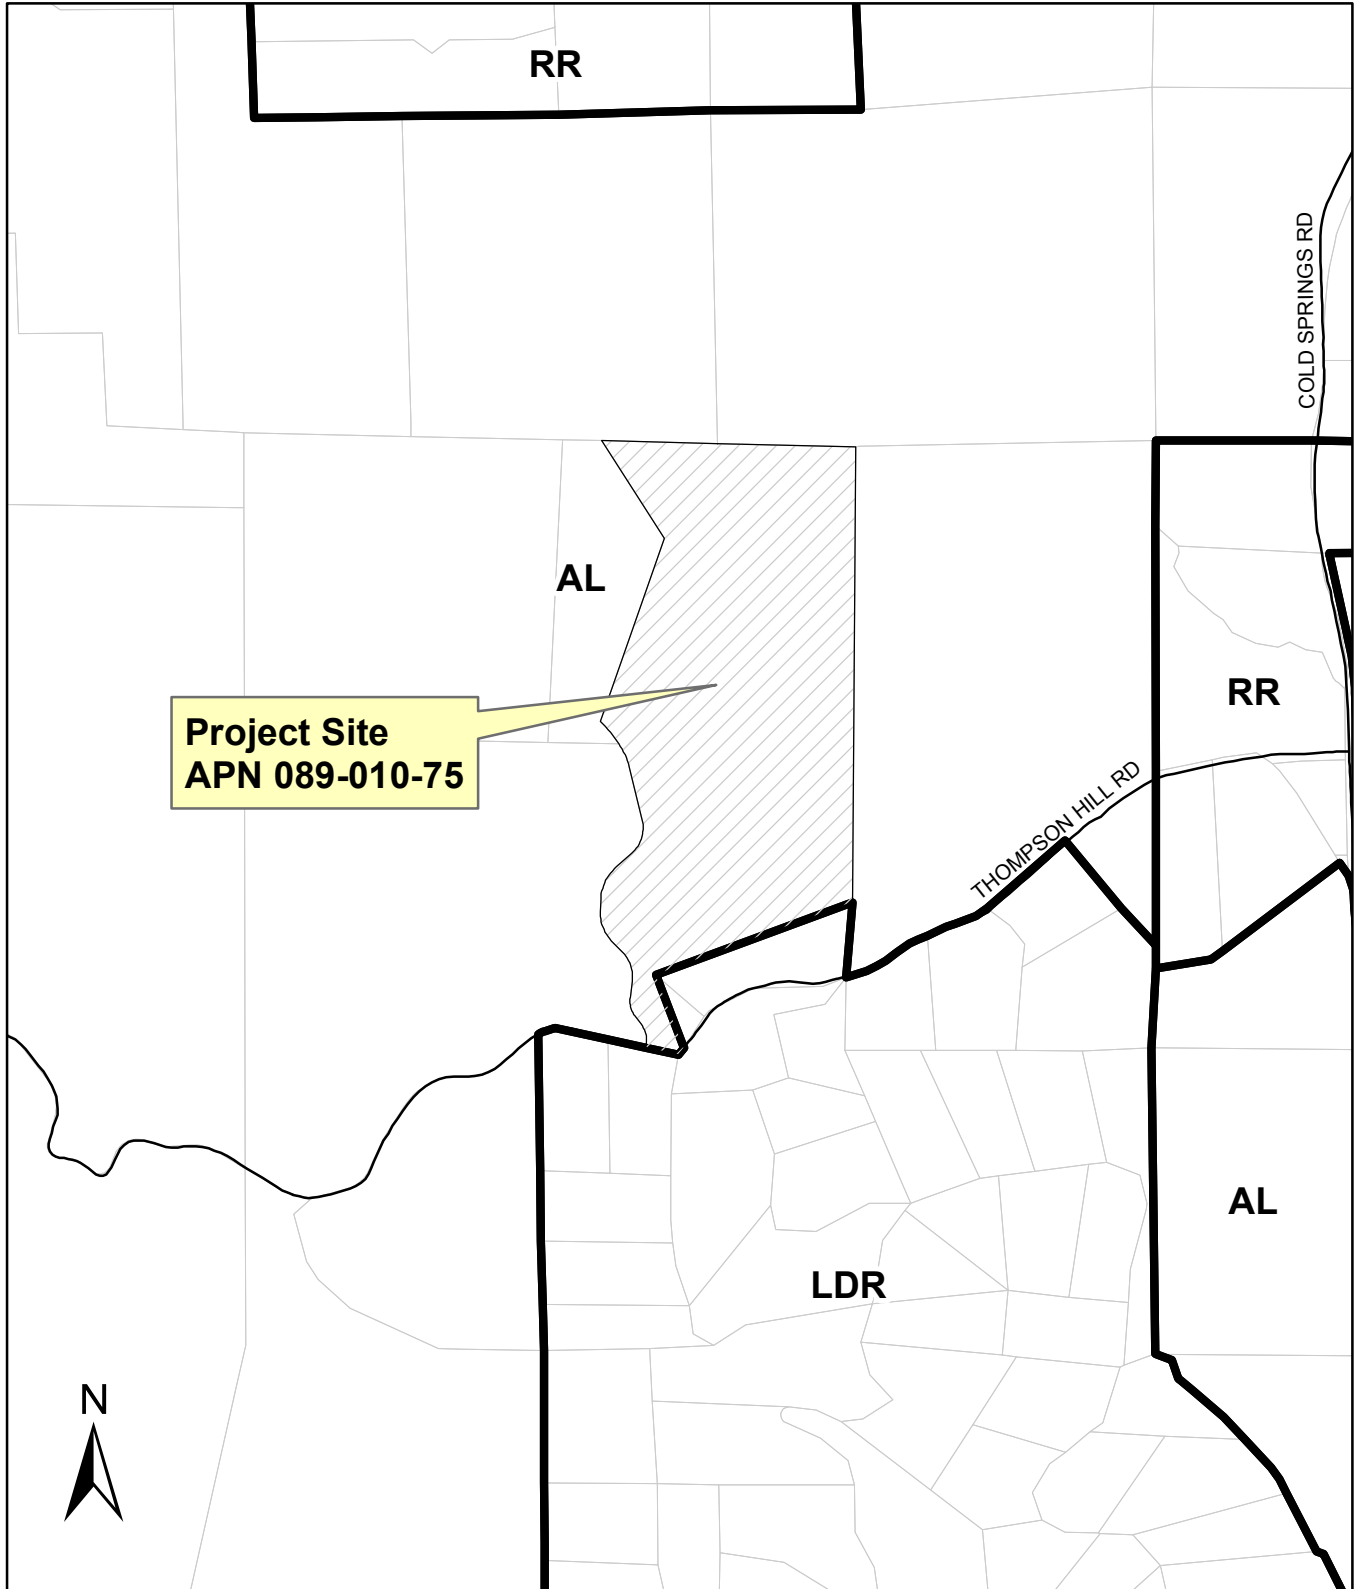 RR
COLD SPRINGS RD
AL
RR
Project Site
APN 089-010-75
THOMPSON HILL RD
AL
LDR
N